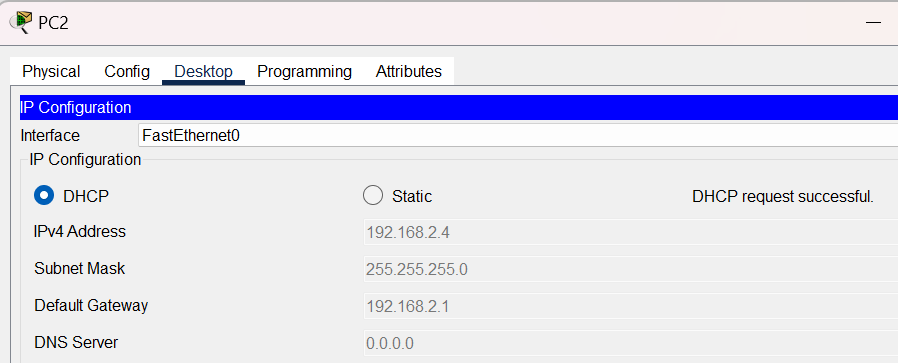 PC2
Physical Config Desktop Programming Attributes
IP Configuration
Interface FastEthernet0
IP Configuration
DHCP Static DHCP request successful.
IPv4 Address 192.168.2.4
Subnet Mask 255.255.255.0
Default Gateway 192.168.2.1
DNS Server 0.0.0.0